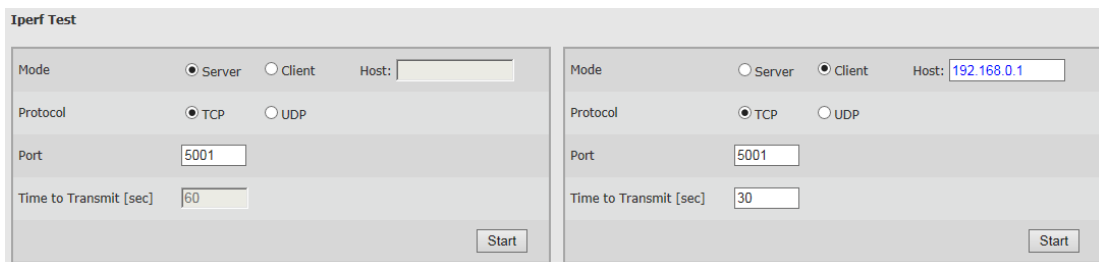 Iperf Test
Mode Server Client Host:
Protocol TCP UDP
Port 5001
Time to Transmit [sec] 60
Start
Mode Server Client Host: 192.168.0.1
Protocol TCP UDP
Port 5001
Time to Transmit [sec] 30
Start